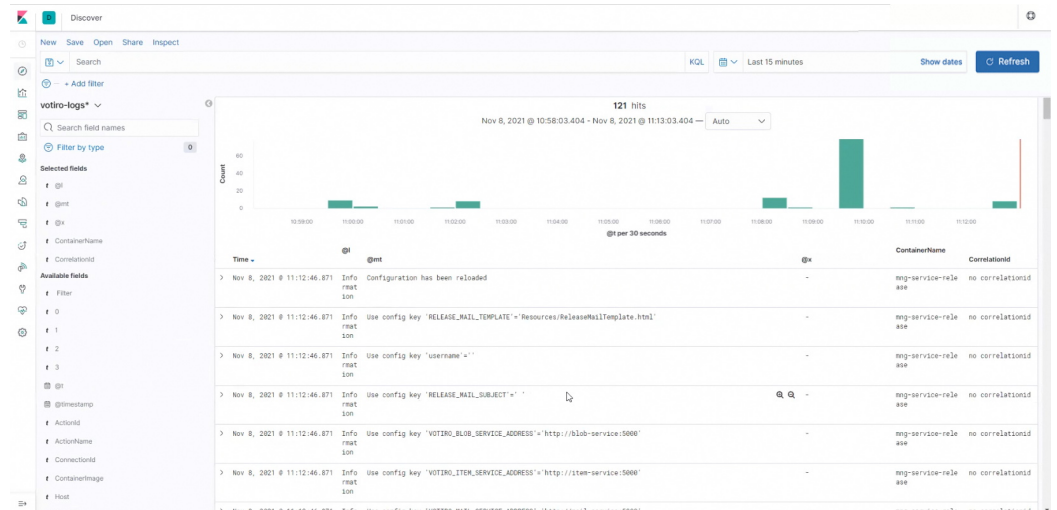 D Discover
New Save Open Share Inspect
Search KQL Last 15 minutes Show dates Refresh
+ Add filter
votiro-logs*
Search field names
Filter by type 0
Selected fields
t @l
t @mt
t @x
t ContainerName
t CorrelationId
Available fields
t Filter
t 0
t 1
t 2
t 3
@t
@timestamp
t ActionId
t ActionName
t ConnectionId
t ContainerImage
t Host
121 hits
Nov 8, 2021 @ 10:58:03.404 - Nov 8, 2021 @ 11:13:03.404 — Auto
Count
60
40
20
0
10:59:00 11:00:00 11:01:00 11:02:00 11:03:00 11:04:00 11:05:00 11:06:00 11:07:00 11:08:00 11:09:00 11:10:00 11:11:00 11:12:00
@t per 30 seconds
Time @l @mt @x ContainerName CorrelationId
> Nov 8, 2021 @ 11:12:46.871 Information Configuration has been reloaded - mng-service-release no correlationid
> Nov 8, 2021 @ 11:12:46.871 Information Use config key 'RELEASE_MAIL_TEMPLATE'='Resources/ReleaseMailTemplate.html' - mng-service-release no correlationid
> Nov 8, 2021 @ 11:12:46.871 Information Use config key 'username'='' - mng-service-release no correlationid
> Nov 8, 2021 @ 11:12:46.871 Information Use config key 'RELEASE_MAIL_SUBJECT'=' ' - mng-service-release no correlationid
> Nov 8, 2021 @ 11:12:46.871 Information Use config key 'VOTIRO_BLOB_SERVICE_ADDRESS'='http://blob-service:5000' - mng-service-release no correlationid
> Nov 8, 2021 @ 11:12:46.871 Information Use config key 'VOTIRO_ITEM_SERVICE_ADDRESS'='http://item-service:5000' - mng-service-release no correlationid